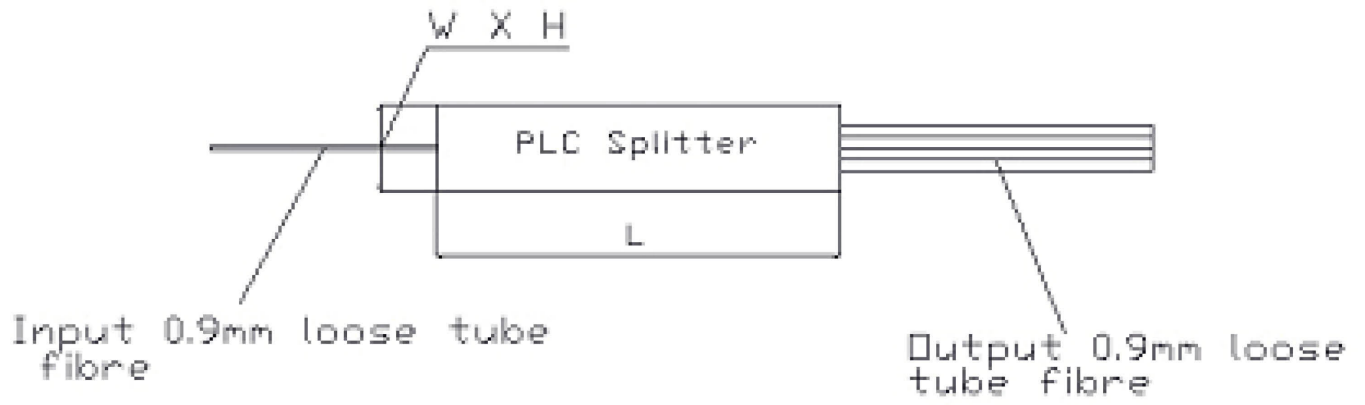 W X H
PLC Splitter
L
Input 0.9mm loose tube
fibre
Output 0.9mm loose
tube fibre